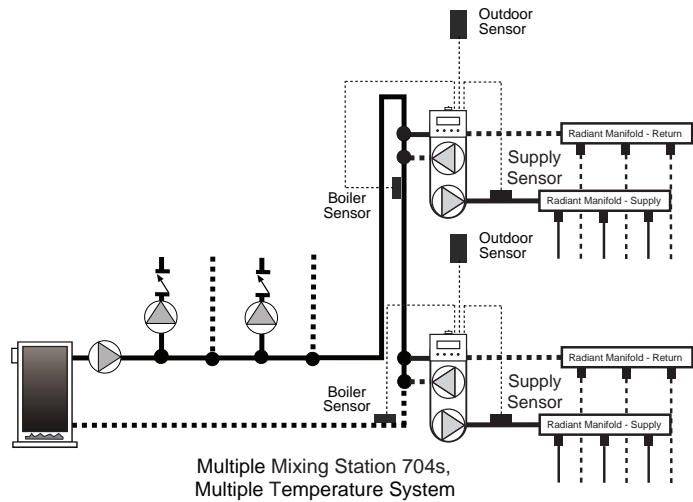 Outdoor
Sensor
Radiant Manifold - Return
Supply
Sensor
Boiler
Sensor
Radiant Manifold - Supply
Outdoor
Sensor
Radiant Manifold - Return
Supply
Sensor
Boiler
Sensor
Radiant Manifold - Supply
Multiple Mixing Station 704s,
Multiple Temperature System